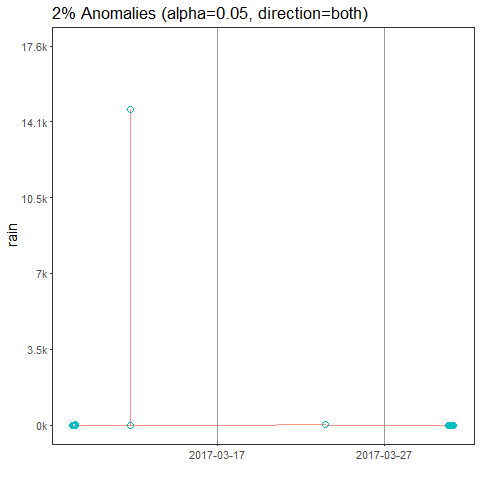 2% Anomalies (alpha=0.05, direction=both)
17.6k
14.1k
10.5k
7k
3.5k
0k
rain
2017-03-17
2017-03-27